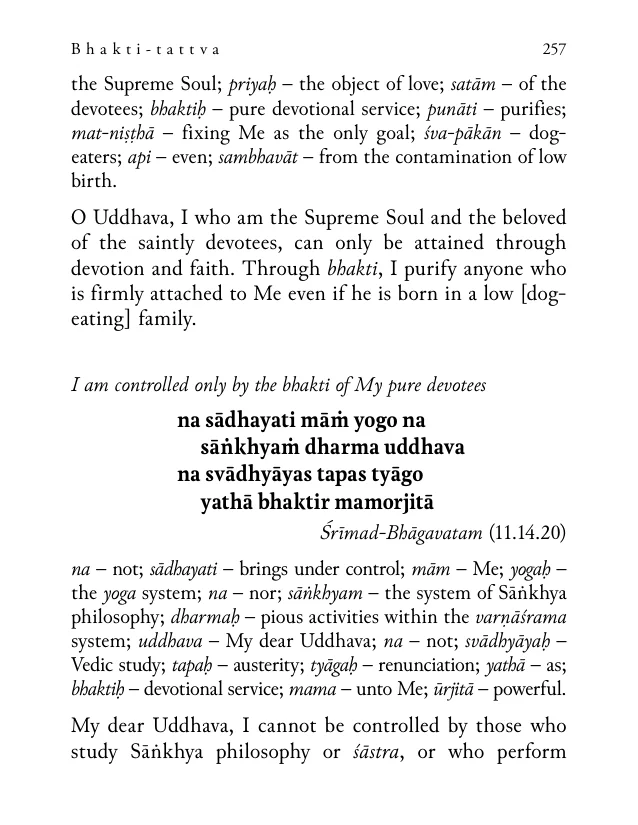 Bhakti-tattva 257
the Supreme Soul; priyaḥ – the object of love; satām – of the
devotees; bhaktiḥ – pure devotional service; punāti – purifies;
mat-niṣṭhā – fixing Me as the only goal; śva-pākān – dog-
eaters; api – even; sambhavāt – from the contamination of low
birth.
O Uddhava, I who am the Supreme Soul and the beloved
of the saintly devotees, can only be attained through
devotion and faith. Through bhakti, I purify anyone who
is firmly attached to Me even if he is born in a low [dog-
eating] family.
I am controlled only by the bhakti of My pure devotees
na sādhayati māṁ yogo na
sāṅkhyaṁ dharma uddhava
na svādhyāyas tapas tyāgo
yathā bhaktir mamorjitā
Śrīmad-Bhāgavatam (11.14.20)
na – not; sādhayati – brings under control; mām – Me; yogaḥ –
the yoga system; na – nor; sāṅkhyam – the system of Sāṅkhya
philosophy; dharmaḥ – pious activities within the varṇāśrama
system; uddhava – My dear Uddhava; na – not; svādhyāyaḥ –
Vedic study; tapaḥ – austerity; tyāgaḥ – renunciation; yathā – as;
bhaktiḥ – devotional service; mama – unto Me; ūrjitā – powerful.
My dear Uddhava, I cannot be controlled by those who
study Sāṅkhya philosophy or śāstra, or who perform